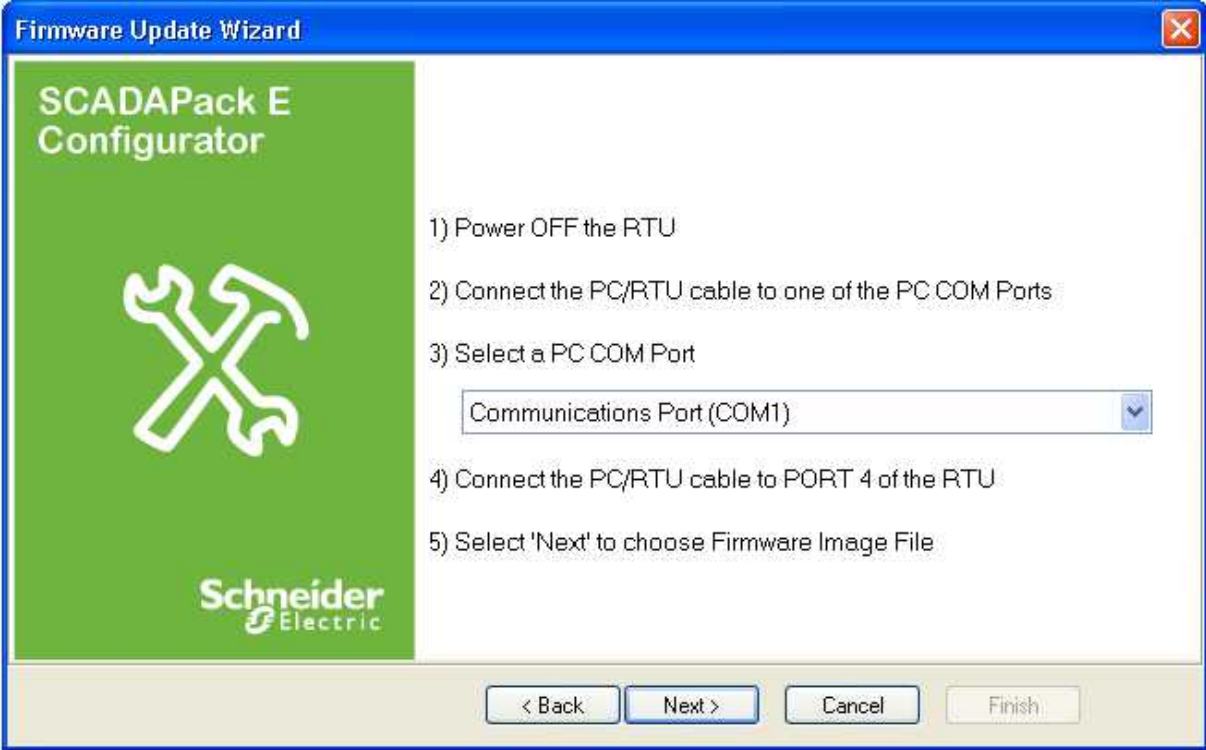 Firmware Update Wizard
SCADAPack E
Configurator
1) Power OFF the RTU
2) Connect the PC/RTU cable to one of the PC COM Ports
3) Select a PC COM Port
Communications Port (COM1)
4) Connect the PC/RTU cable to PORT 4 of the RTU
5) Select 'Next' to choose Firmware Image File
Schneider
Electric
< Back
Next >
Cancel
Finish